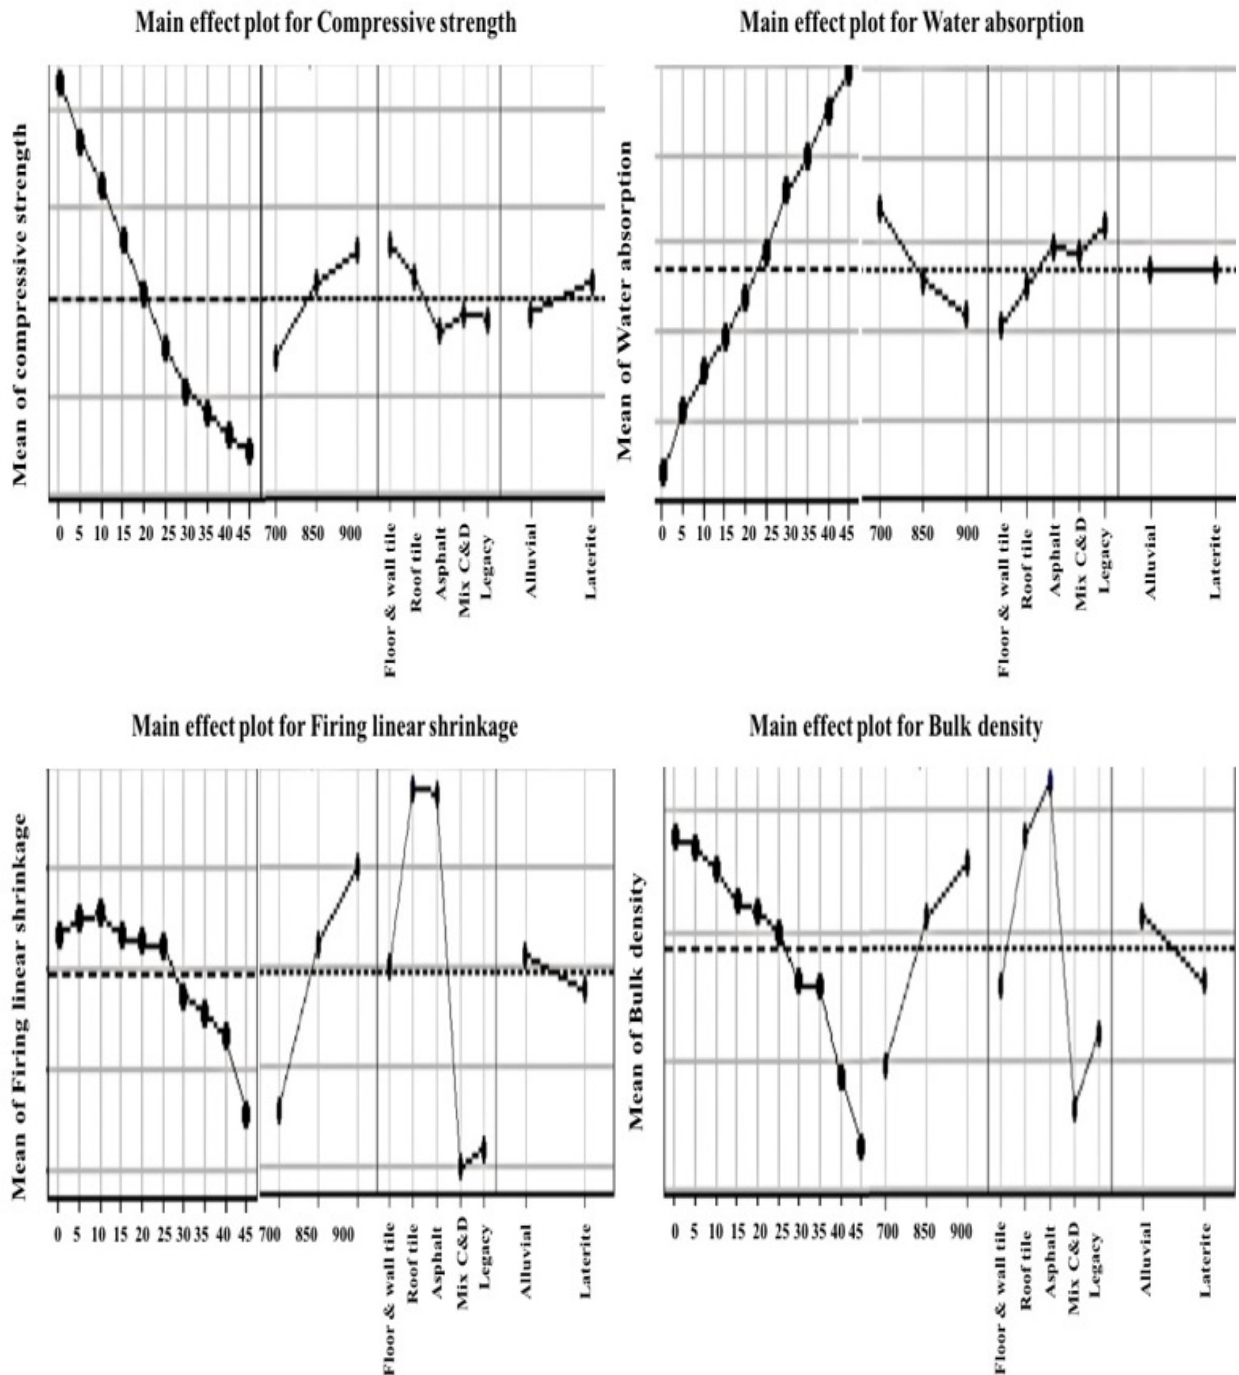 Main effect plot for Compressive strength
Main effect plot for Water absorption
Mean of compressive strength
0 5 10 15 20 25 30 35 40 45 700 850 900
Floor & wall tile
Roof tile
Asphalt
Mix C&D
Legacy
Alluvial
Laterite
Mean of Water absorption
0 5 10 15 20 25 30 35 40 45 700 850 900
Floor & wall tile
Roof tile
Asphalt
Mix C&D
Legacy
Alluvial
Laterite
Main effect plot for Firing linear shrinkage
Main effect plot for Bulk density
Mean of Firing linear shrinkage
0 5 10 15 20 25 30 35 40 45 700 850 900
Floor & wall tile
Roof tile
Asphalt
Mix C&D
Legacy
Alluvial
Laterite
Mean of Bulk density
0 5 10 15 20 25 30 35 40 45 700 850 900
Floor & wall tile
Roof tile
Asphalt
Mix C&D
Legacy
Alluvial
Laterite